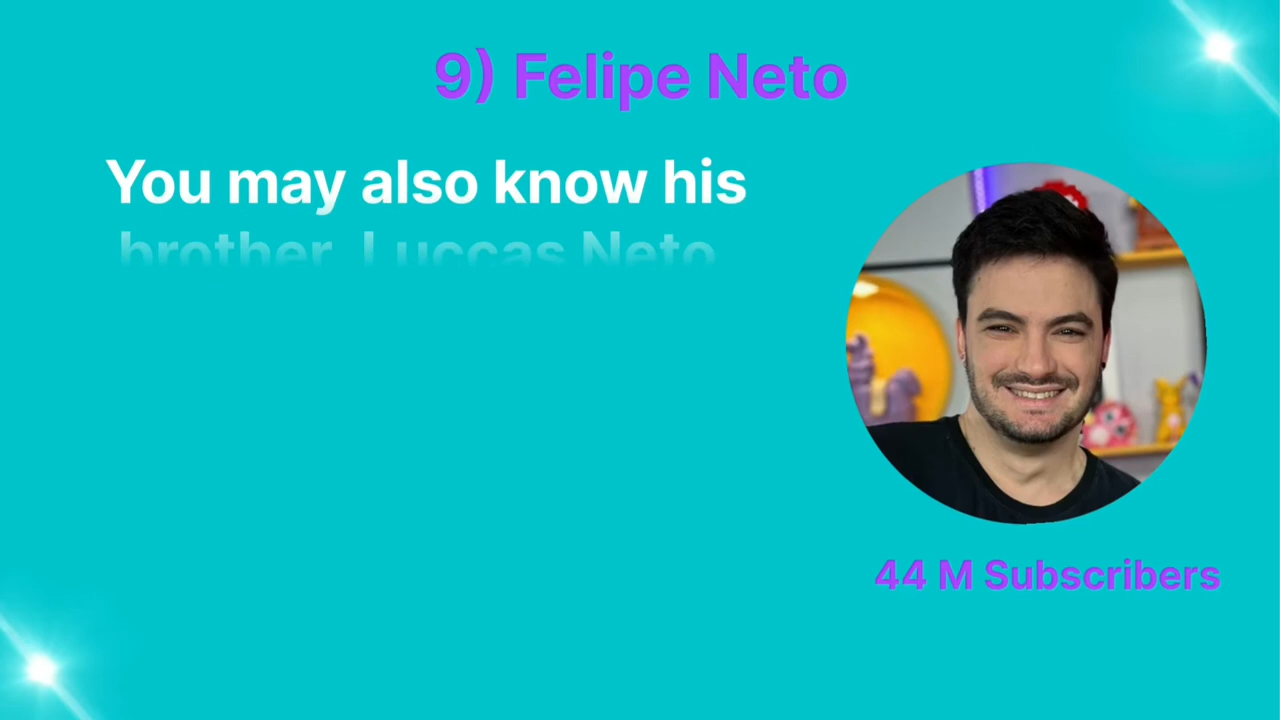 9) Felipe Neto
You may also know his
brother, Luccas Neto
44 M Subscribers